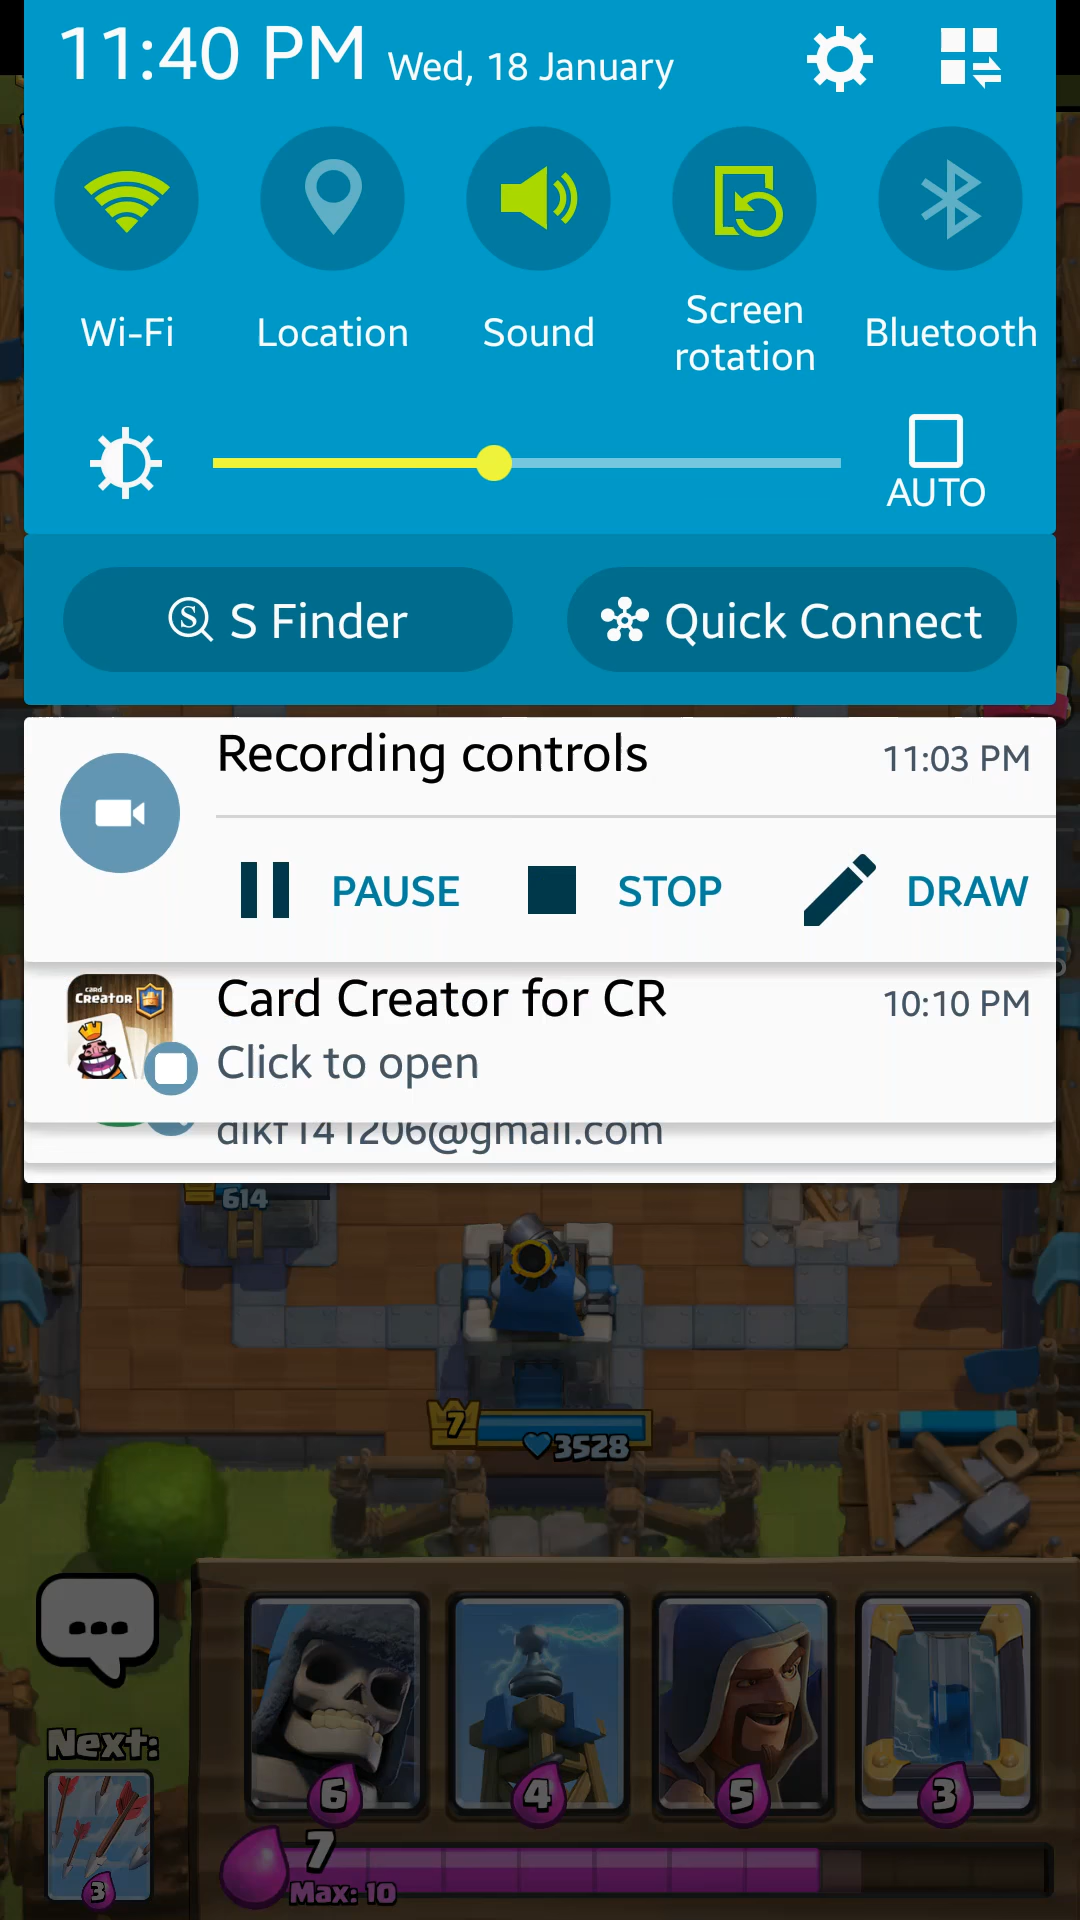 11:40 PM Wed, 18 January
Wi-Fi
Location
Sound
Screen
rotation
Bluetooth
AUTO
S Finder
Quick Connect
Recording controls 11:03 PM
PAUSE STOP DRAW
card
Creator
Card Creator for CR 10:10 PM
Click to open
614
7
3528
Next:
6 4 5 3
3
7
Max: 10